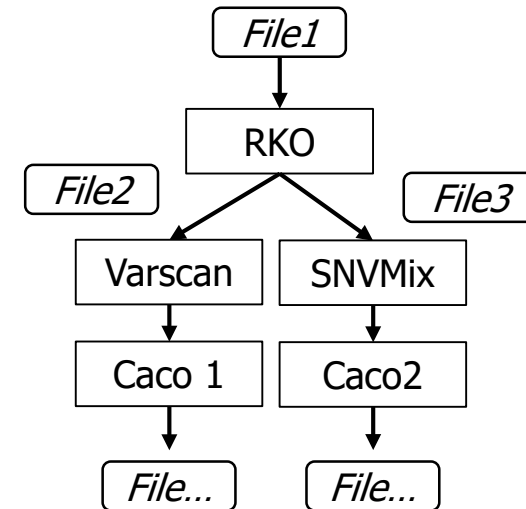 File1
RKO
File2
File3
Varscan
SNVMix
Caco 1
Caco2
File...
File...